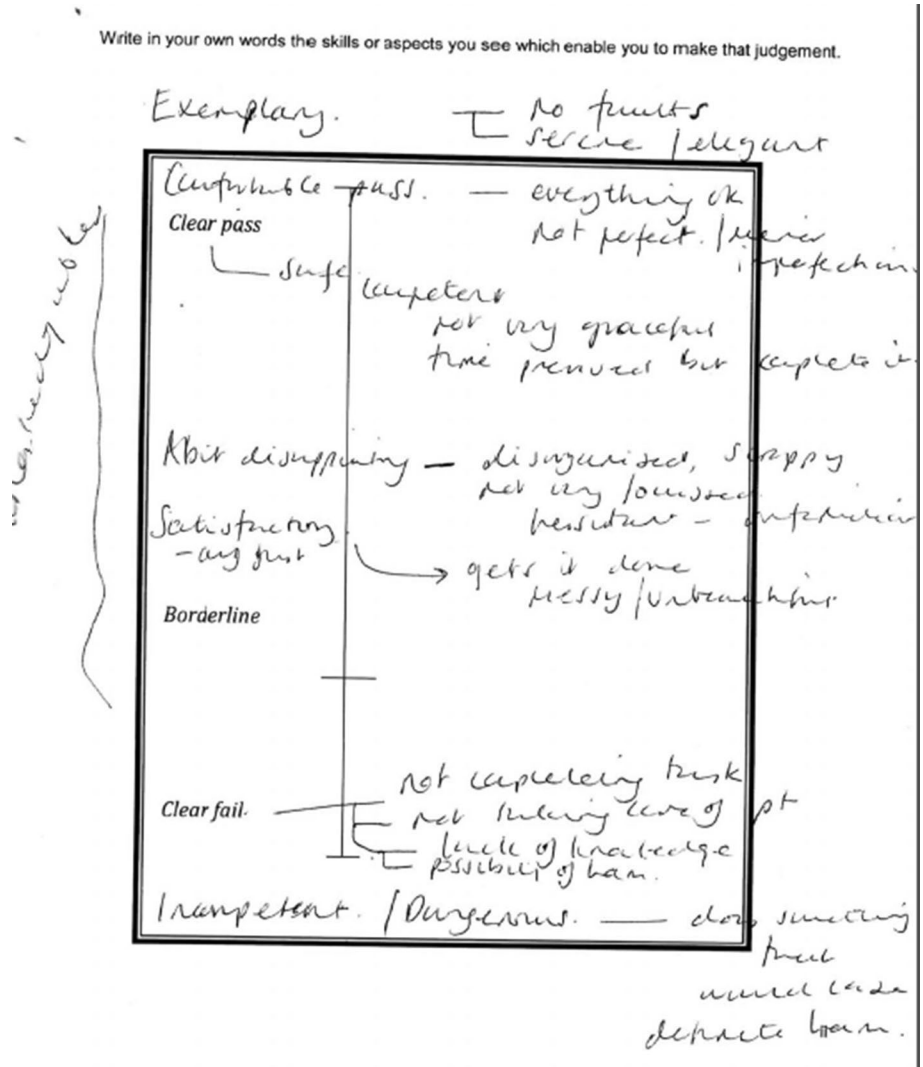 Write in your own words the skills or aspects you see which enable you to make that judgement.
Exemplary. no faults
serene / elegant
Comfortable pass. — everything ok
not perfect. / minor
imperfection.
Clear pass
safe competent
not very graceful
time pressured but complete it.
A bit disappointing — disorganised, scrappy
not very focussed
hesitant -
Satisfactory
- any just
gets it done
messy /
Borderline
not completing task
Clear fail. not taking care of pt
lack of knowledge
possibility of harm.
Incompetent. / Dangerous. — does something
that
would cause
definite harm.